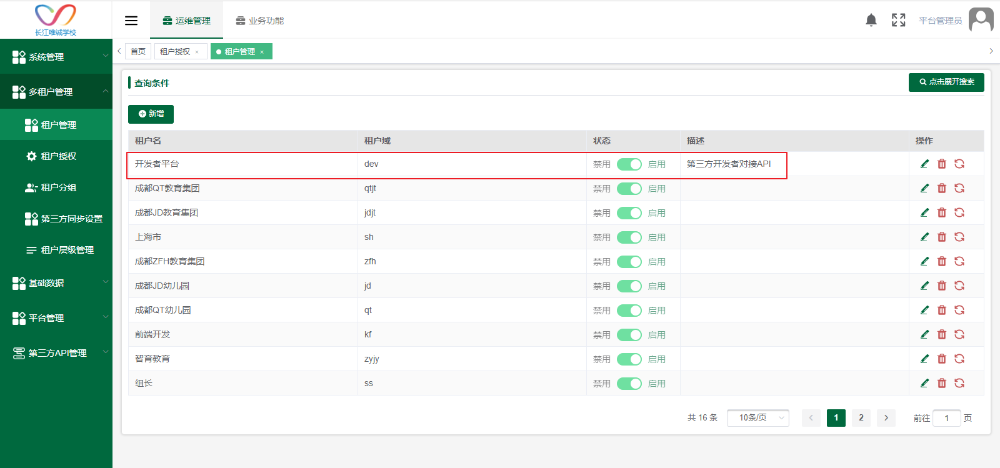 长江唯诚学校
运维管理
业务功能
平台管理员
首页
租户授权 ×
租户管理 ×
系统管理
多租户管理
租户管理
租户授权
租户分组
第三方同步设置
租户层级管理
基础数据
平台管理
第三方API管理
查询条件
点击展开搜索
新增
租户名 租户域 状态 描述 操作
开发者平台 dev 禁用 启用 第三方开发者对接API
成都QT教育集团 qtjt 禁用 启用
成都JD教育集团 jdjt 禁用 启用
上海市 sh 禁用 启用
成都ZFH教育集团 zfh 禁用 启用
成都JD幼儿园 jd 禁用 启用
成都QT幼儿园 qt 禁用 启用
前端开发 kf 禁用 启用
智育教育 zyjy 禁用 启用
组长 ss 禁用 启用
共 16 条 10条/页 1 2 前往 1 页